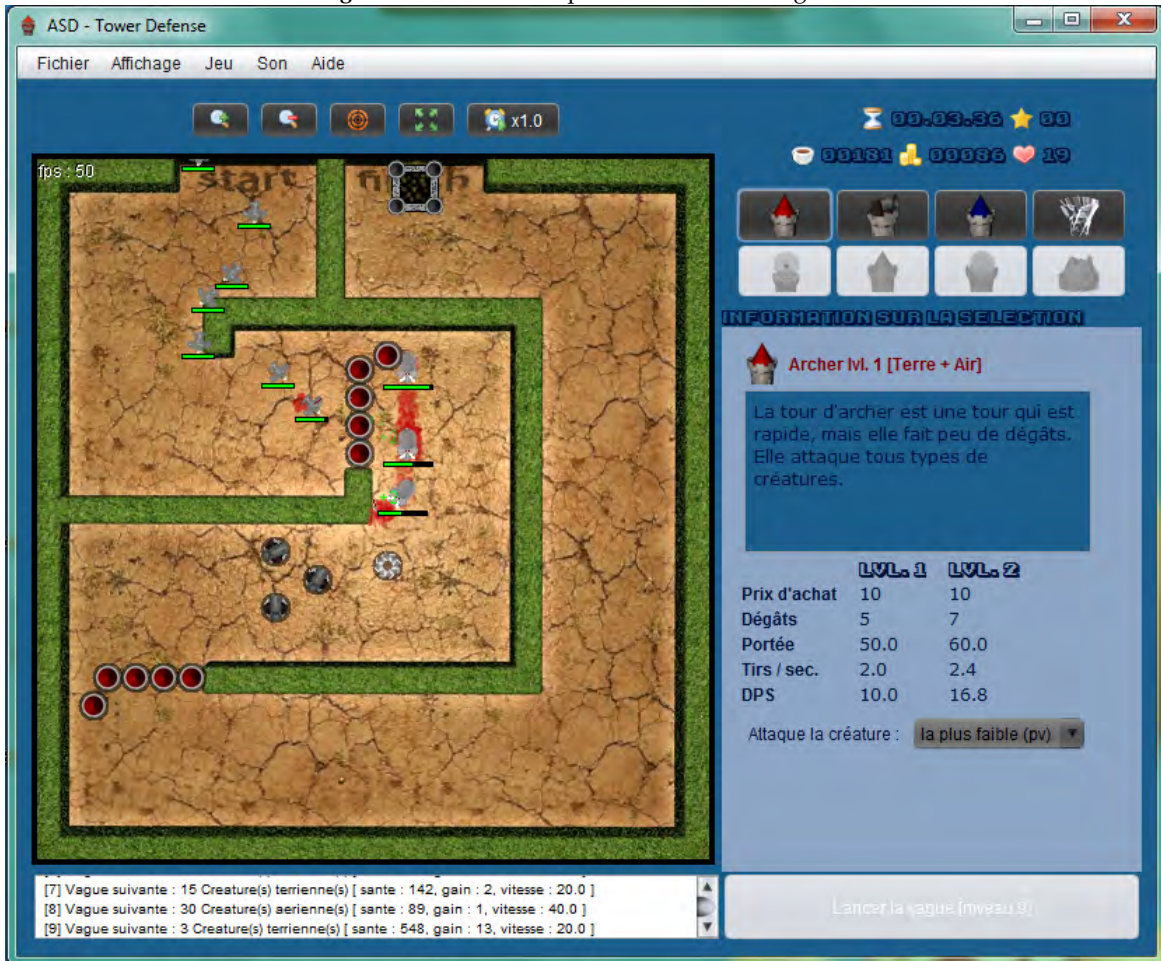 ASD - Tower Defense
Fichier Affichage Jeu Son Aide
x1.0
00.03.36 00
00181 00086 19
fps : 50
start finish
INFORMATION SUR LA SELECTION
Archer lvl. 1 [Terre + Air]
La tour d'archer est une tour qui est
rapide, mais elle fait peu de dégâts.
Elle attaque tous types de
créatures.
LVL. 1 LVL. 2
Prix d'achat 10 10
Dégâts 5 7
Portée 50.0 60.0
Tirs / sec. 2.0 2.4
DPS 10.0 16.8
Attaque la créature : la plus faible (pv)
[7] Vague suivante : 15 Creature(s) terrienne(s) [ sante : 142, gain : 2, vitesse : 20.0 ]
[8] Vague suivante : 30 Creature(s) aerienne(s) [ sante : 89, gain : 1, vitesse : 40.0 ]
[9] Vague suivante : 3 Creature(s) terrienne(s) [ sante : 548, gain : 13, vitesse : 20.0 ]
Lancer la vague (niveau 9)